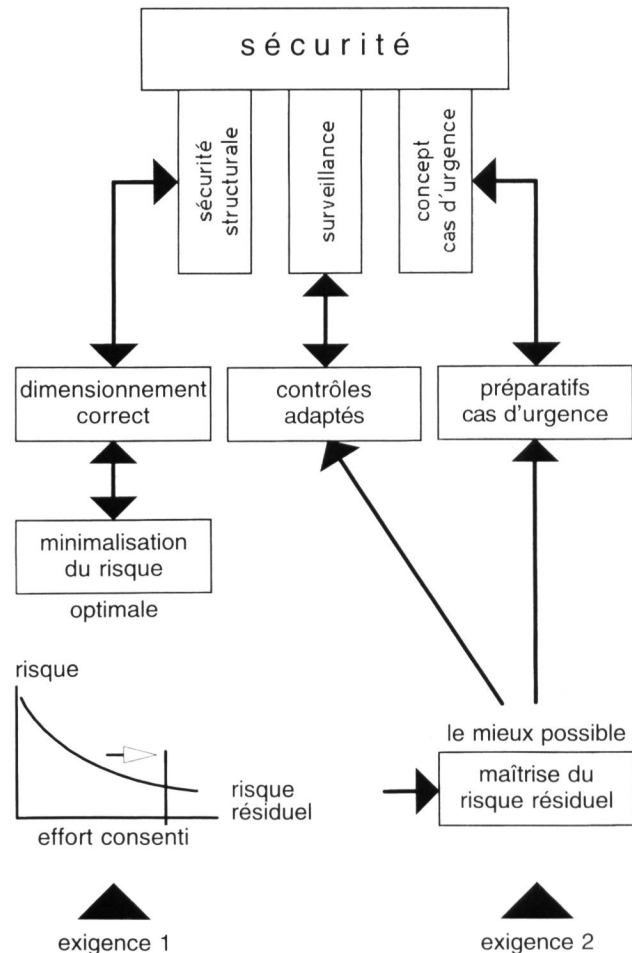 sécurité
sécurité
structurale
surveillance
concept
cas d'urgence
dimensionnement
correct
contrôles
adaptés
préparatifs
cas d'urgence
minimalisation
du risque
optimale
risque
risque
résiduel
effort consenti
le mieux possible
maîtrise du
risque résiduel
exigence 1
exigence 2